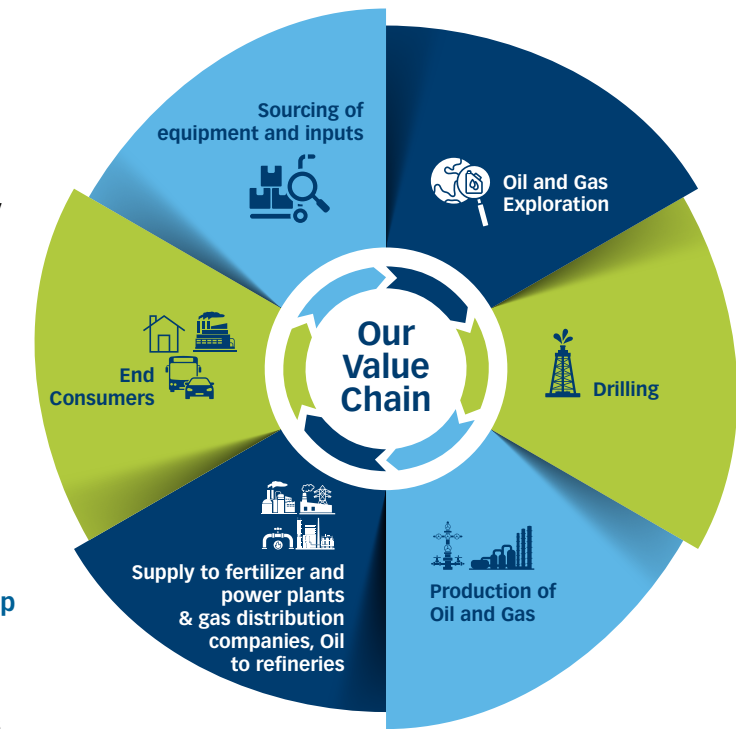 Sourcing of
equipment and inputs
Oil and Gas
Exploration
Our
Value
Chain
End
Consumers
Drilling
Supply to fertilizer and
power plants
& gas distribution
companies, Oil
to refineries
Production of
Oil and Gas
p